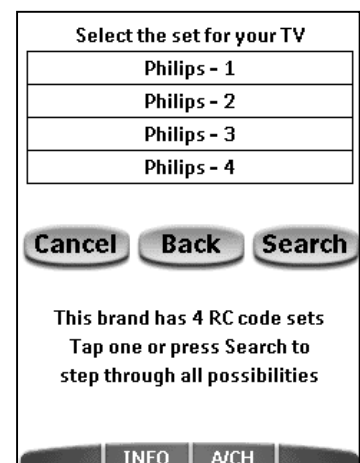 Select the set for your TV
Philips - 1
Philips - 2
Philips - 3
Philips - 4
Cancel Back Search
This brand has 4 RC code sets
Tap one or press Search to
step through all possibilities
INFO A/CH